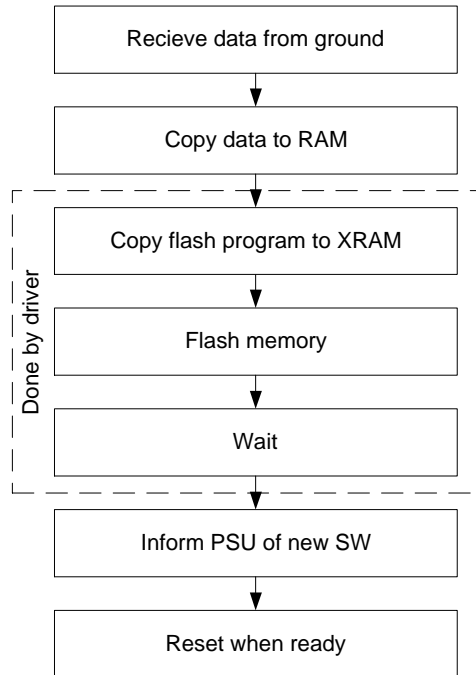 Recieve data from ground
Copy data to RAM
Done by driver
Copy flash program to XRAM
Flash memory
Wait
Inform PSU of new SW
Reset when ready